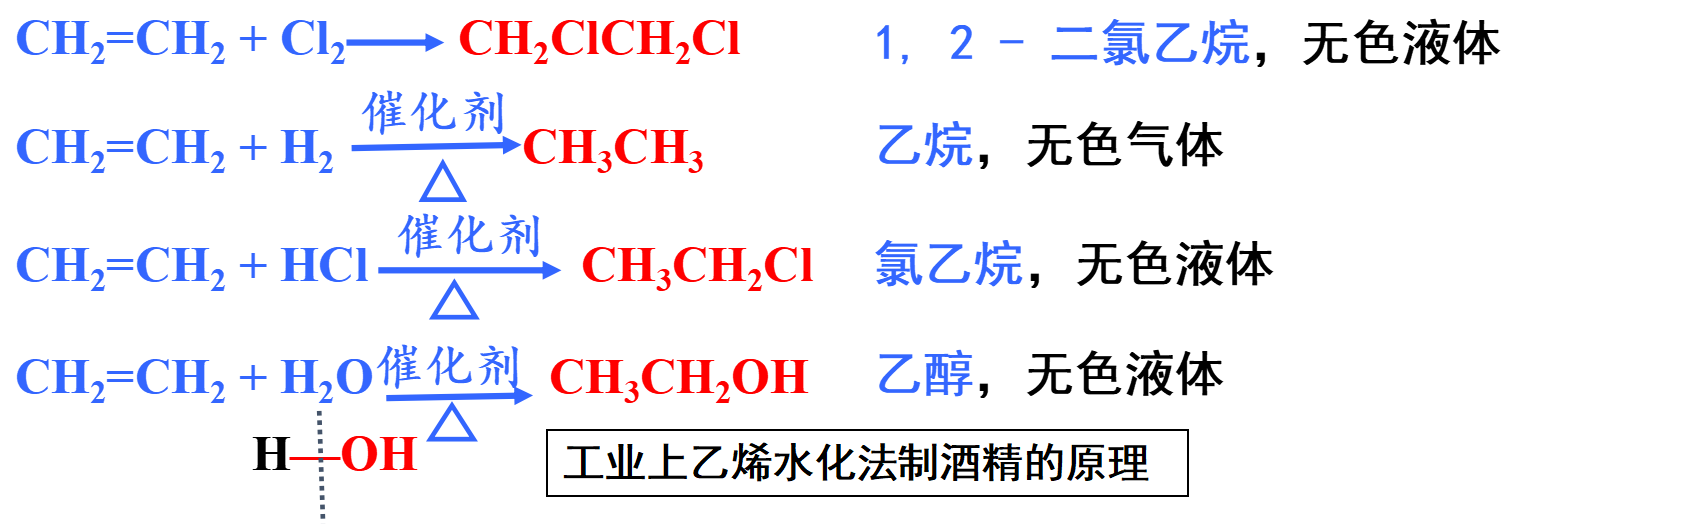 CH₂=CH₂ + Cl₂ → CH₂ClCH₂Cl 1, 2 - 二氯乙烷，无色液体
催化剂
CH₂=CH₂ + H₂ → CH₃CH₃ 乙烷，无色气体
△
催化剂
CH₂=CH₂ + HCl → CH₃CH₂Cl 氯乙烷，无色液体
△
催化剂
CH₂=CH₂ + H₂O → CH₃CH₂OH 乙醇，无色液体
△
H—OH
工业上乙烯水化法制酒精的原理